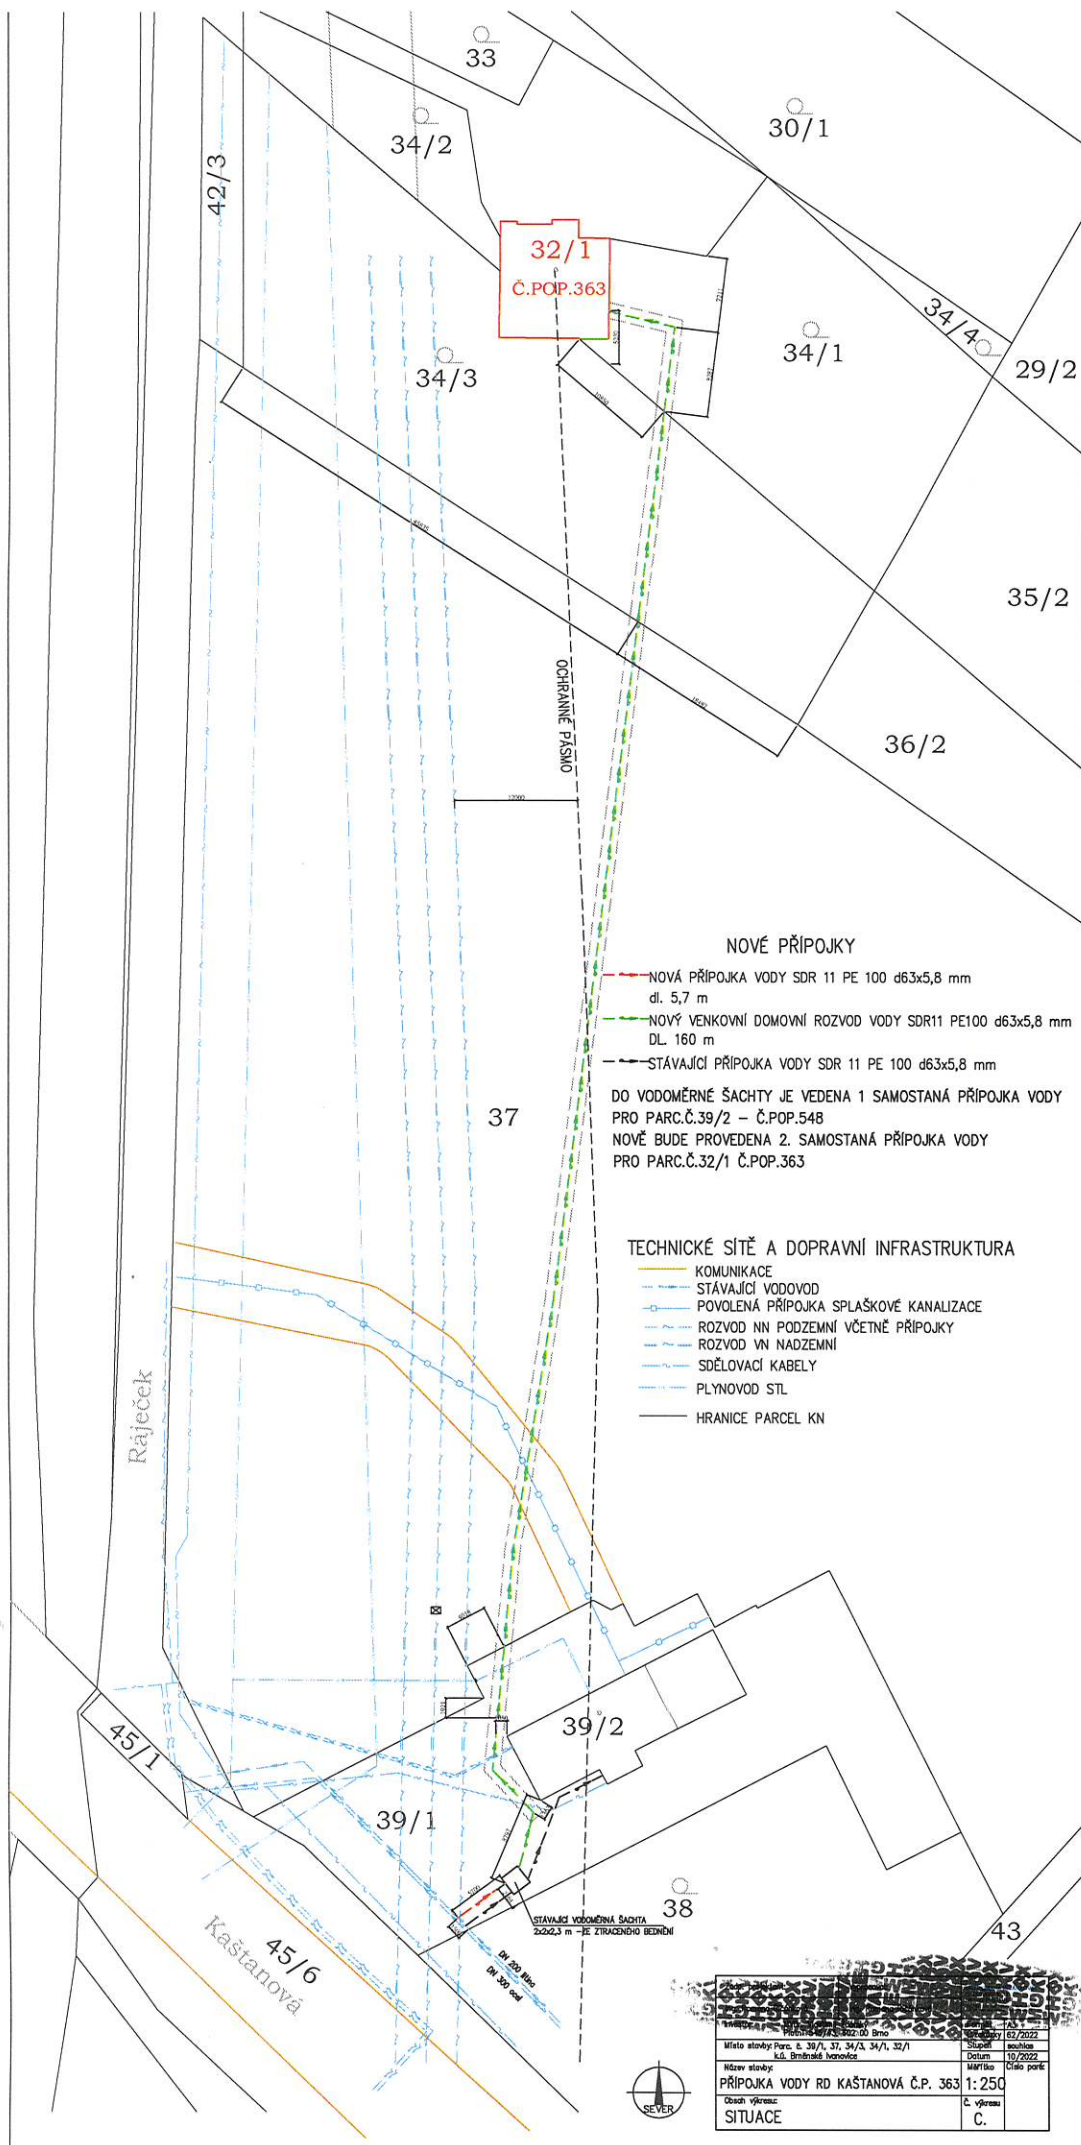 33
30/1
34/2
42/3
32/1
Č.POP.363
34/4
29/2
34/1
34/3
35/2
36/2
OCHRANNÉ PÁSMO
12000
NOVÉ PŘÍPOJKY
NOVÁ PŘÍPOJKA VODY SDR 11 PE 100 d63x5,8 mm
dl. 5,7 m
NOVÝ VENKOVNÍ DOMOVNÍ ROZVOD VODY SDR11 PE100 d63x5,8 mm
DL. 160 m
STÁVAJÍCÍ PŘÍPOJKA VODY SDR 11 PE 100 d63x5,8 mm
DO VODOMĚRNÉ ŠACHTY JE VEDENA 1 SAMOSTANÁ PŘÍPOJKA VODY
PRO PARC.Č.39/2 – Č.POP.548
NOVĚ BUDE PROVEDENA 2. SAMOSTANÁ PŘÍPOJKA VODY
PRO PARC.Č.32/1 Č.POP.363
37
TECHNICKÉ SÍTĚ A DOPRAVNÍ INFRASTRUKTURA
KOMUNIKACE
STÁVAJÍCÍ VODOVOD
POVOLENÁ PŘÍPOJKA SPLAŠKOVÉ KANALIZACE
ROZVOD NN PODZEMNÍ VČETNĚ PŘÍPOJKY
ROZVOD VN NADZEMNÍ
SDĚLOVACÍ KABELY
PLYNOVOD STL
HRANICE PARCEL KN
Ráječek
39/2
45/1
39/1
5700
38
STÁVAJÍCÍ VODOMĚRNÁ ŠACHTA
2x2x2,3 m – ZE ZTRACENÉHO BEDNĚNÍ
43
DN 200 litina
DN 300 ocel
45/6
Kaštanová
SEVER
602 00 Brno
62/2022
Místo stavby: Parc. č. 39/1, 37, 34/3, 34/1, 32/1
k.ú. Brněnské Ivanovice
Stupeň souhlas
Datum 10/2022
Název stavby:
PŘÍPOJKA VODY RD KAŠTANOVÁ Č.P. 363
Měřítko
1:250
Číslo paré:
Obsah výkresu:
SITUACE
Č. výkresu
C.